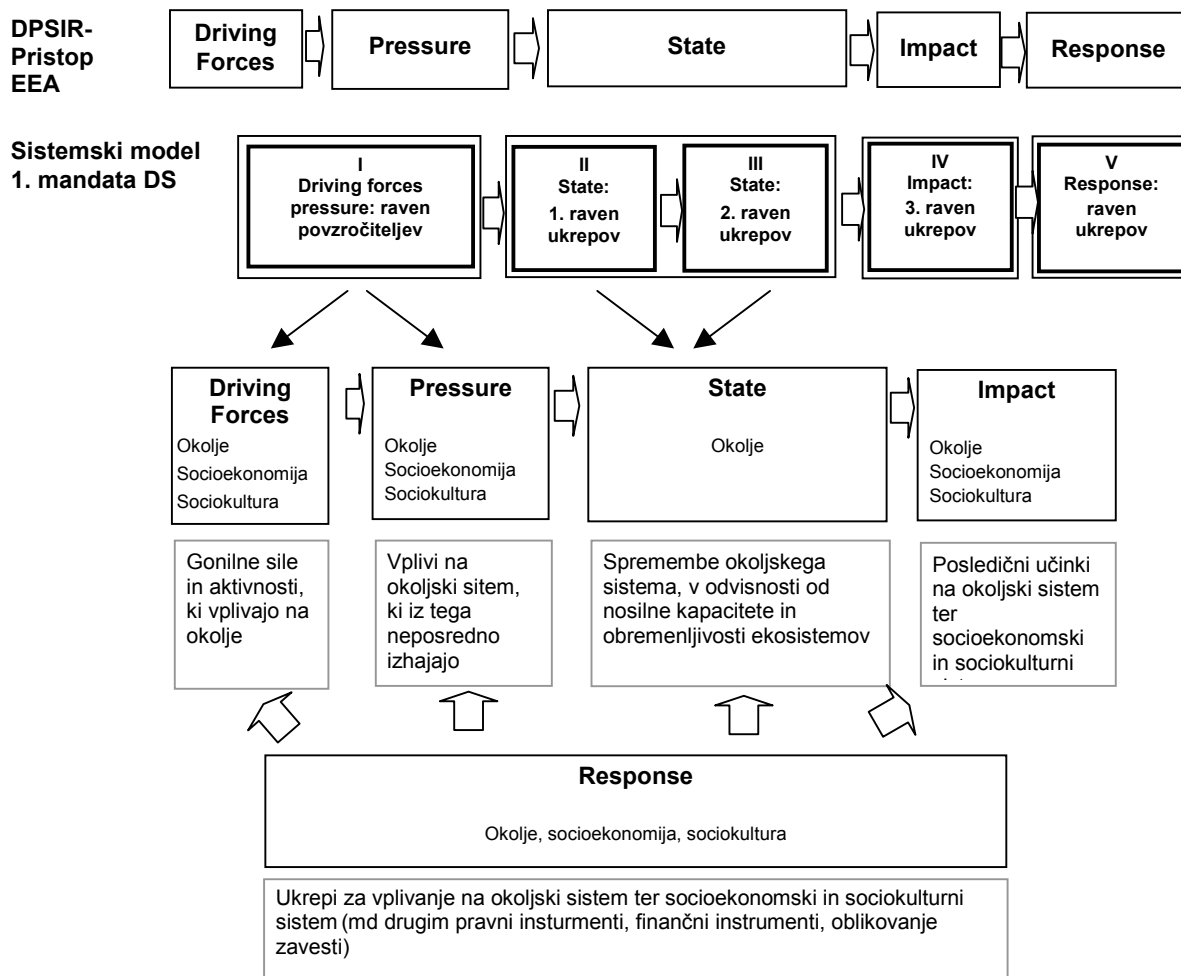 DPSIR-
Pristop
EEA
Driving
Forces
Pressure
State
Impact
Response
Sistemski model
1. mandata DS
I
Driving forces
pressure: raven
povzročiteljev
II
State:
1. raven
ukrepov
III
State:
2. raven
ukrepov
IV
Impact:
3. raven
ukrepov
V
Response:
raven
ukrepov
Driving
Forces
Okolje
Socioekonomija
Sociokultura
Pressure
Okolje
Socioekonomija
Sociokultura
State
Okolje
Impact
Okolje
Socioekonomija
Sociokultura
Gonilne sile
in aktivnosti,
ki vplivajo na
okolje
Vplivi na
okoljski sitem,
ki iz tega
neposredno
izhajajo
Spremembe okoljskega
sistema, v odvisnosti od
nosilne kapacitete in
obremenljivosti ekosistemov
Posledični učinki
na okoljski sistem
ter
socioekonomski
in sociokulturni
Response
Okolje, socioekonomija, sociokultura
Ukrepi za vplivanje na okoljski sistem ter socioekonomski in sociokulturni
sistem (md drugim pravni insturmenti, finančni instrumenti, oblikovanje
zavesti)